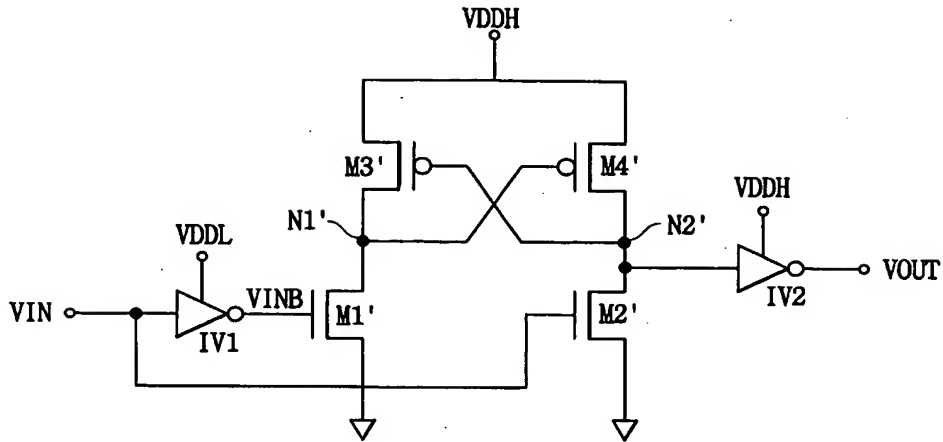 VDDH
M3'
M4'
VDDH
N1'
N2'
VDDL
VOUT
VIN
VINB
M1'
M2'
IV2
IV1